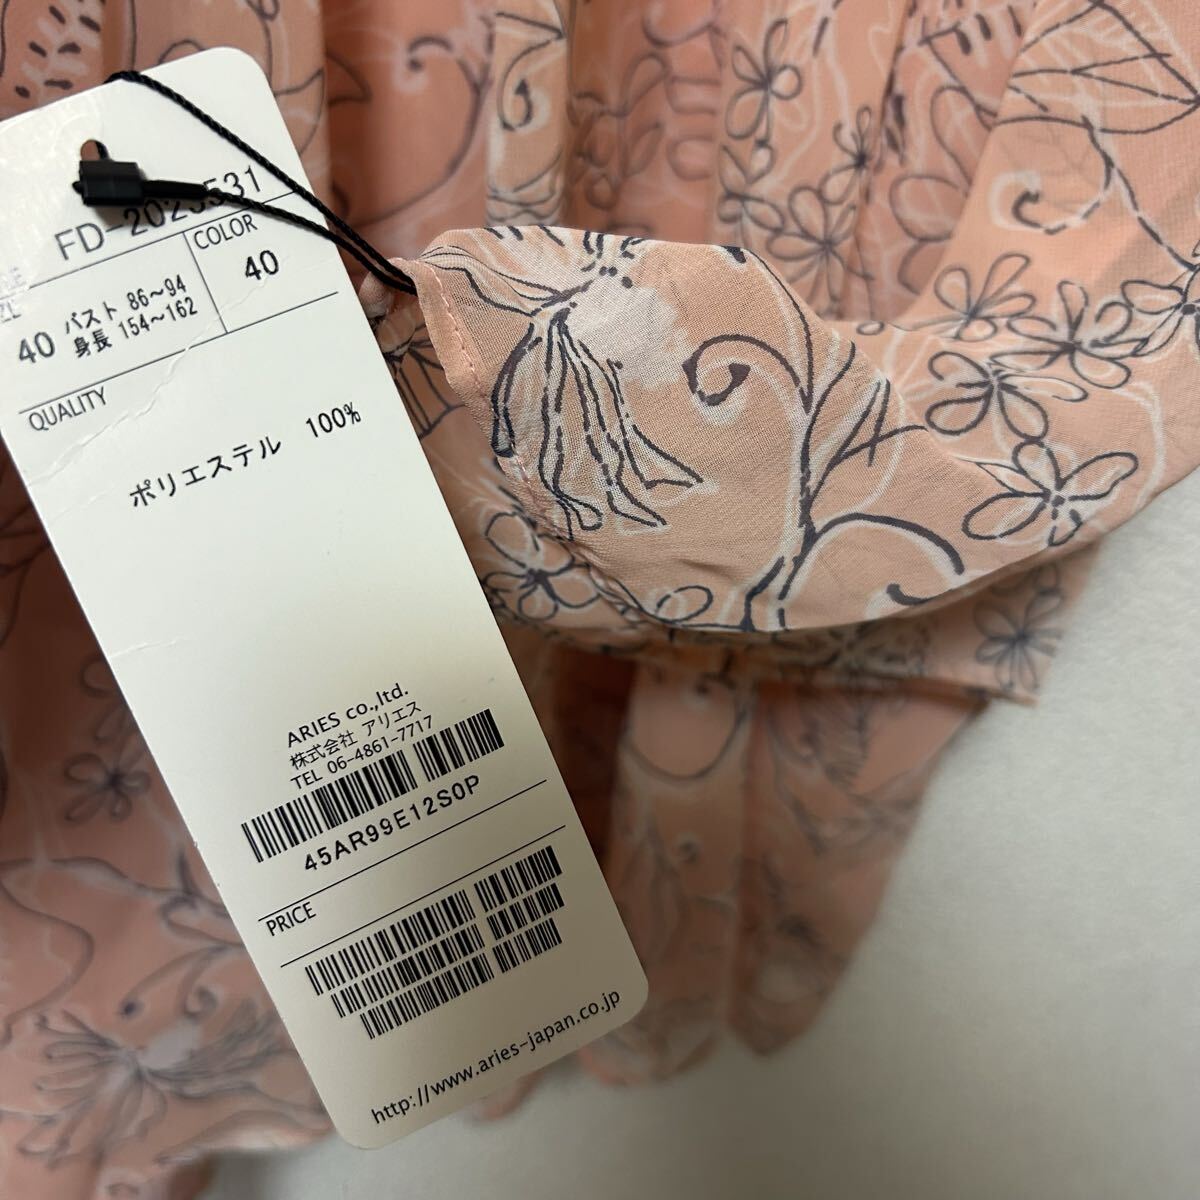 COLOR
40
40 バスト 86～94
身長 154～162
QUALITY
ポリエステル 100%
ARIES co.,ltd.
株式会社 アリエス
TEL 06-4861-7717
45AR99E12S0P
PRICE
http://www.aries-japan.co.jp